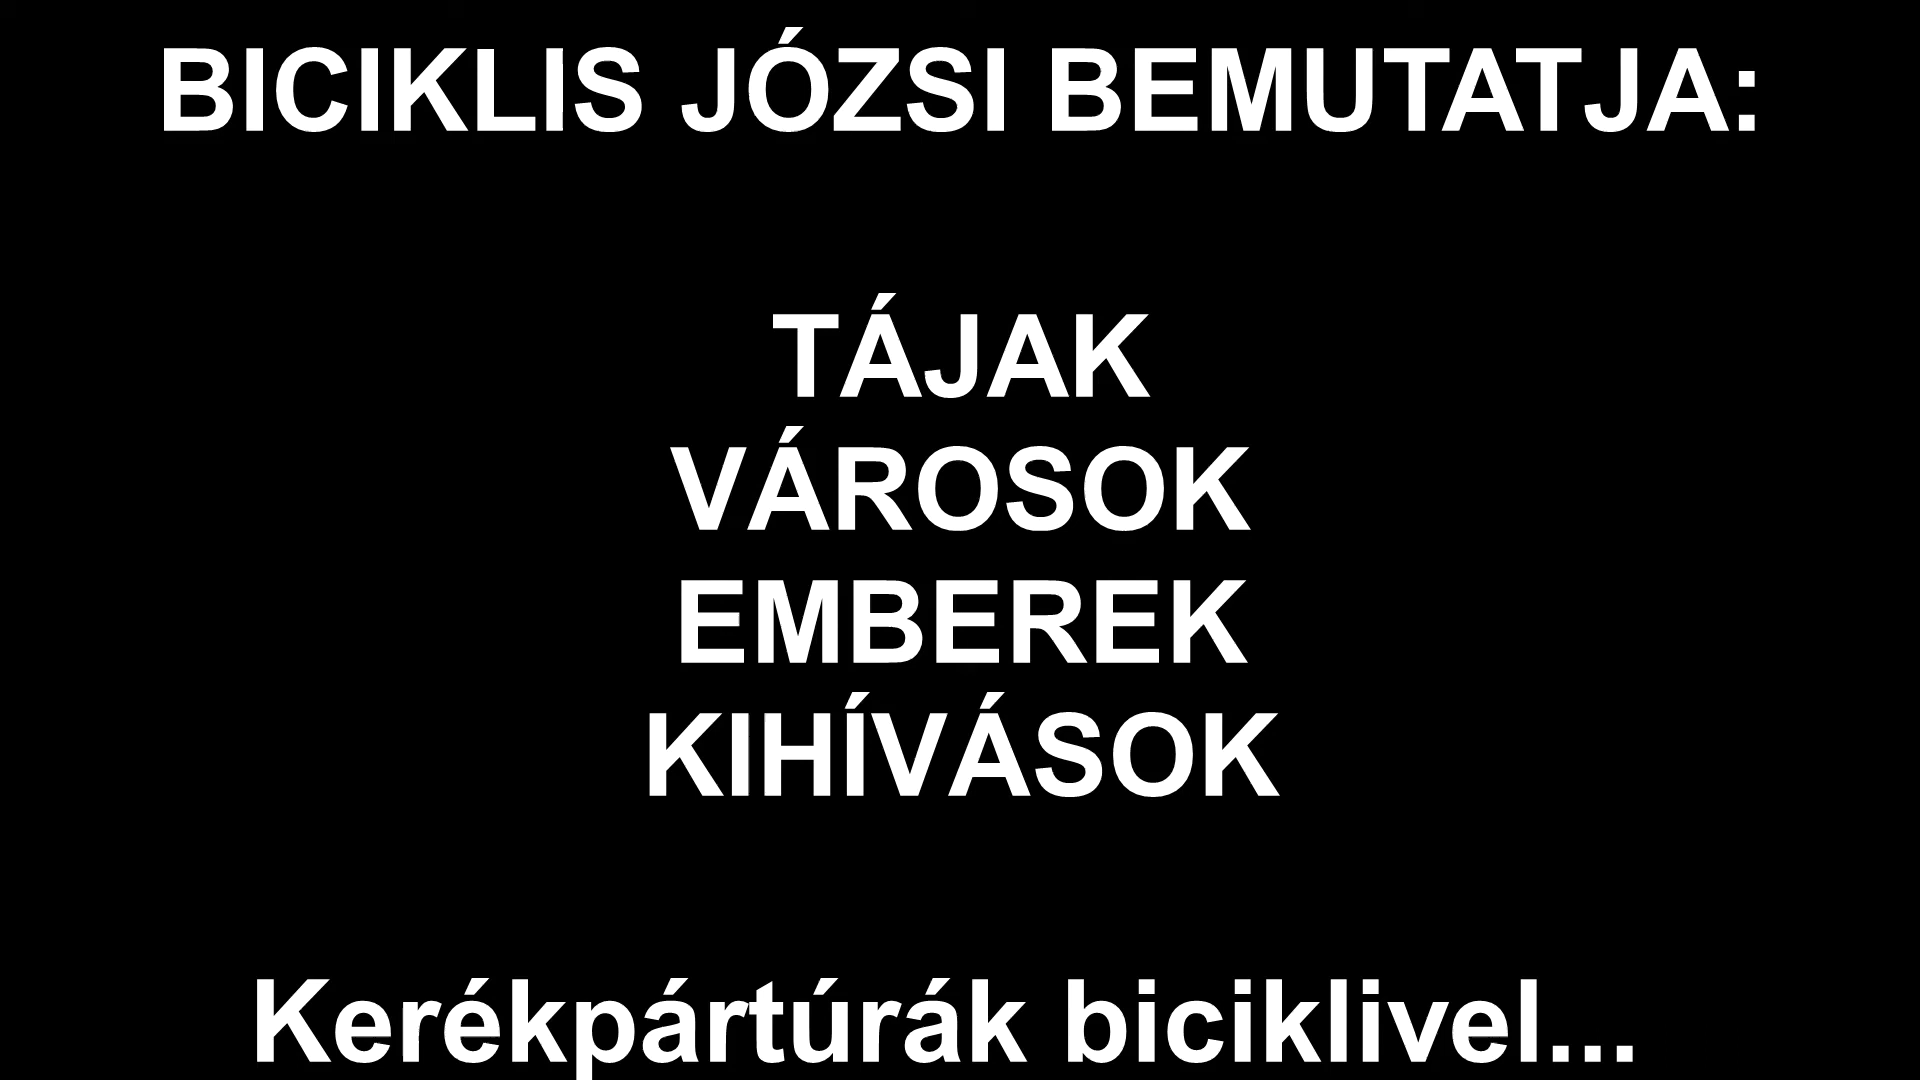 BICIKLIS JÓZSI BEMUTATJA:
TÁJAK
VÁROSOK
EMBEREK
KIHÍVÁSOK
Kerékpártúrák biciklivel...